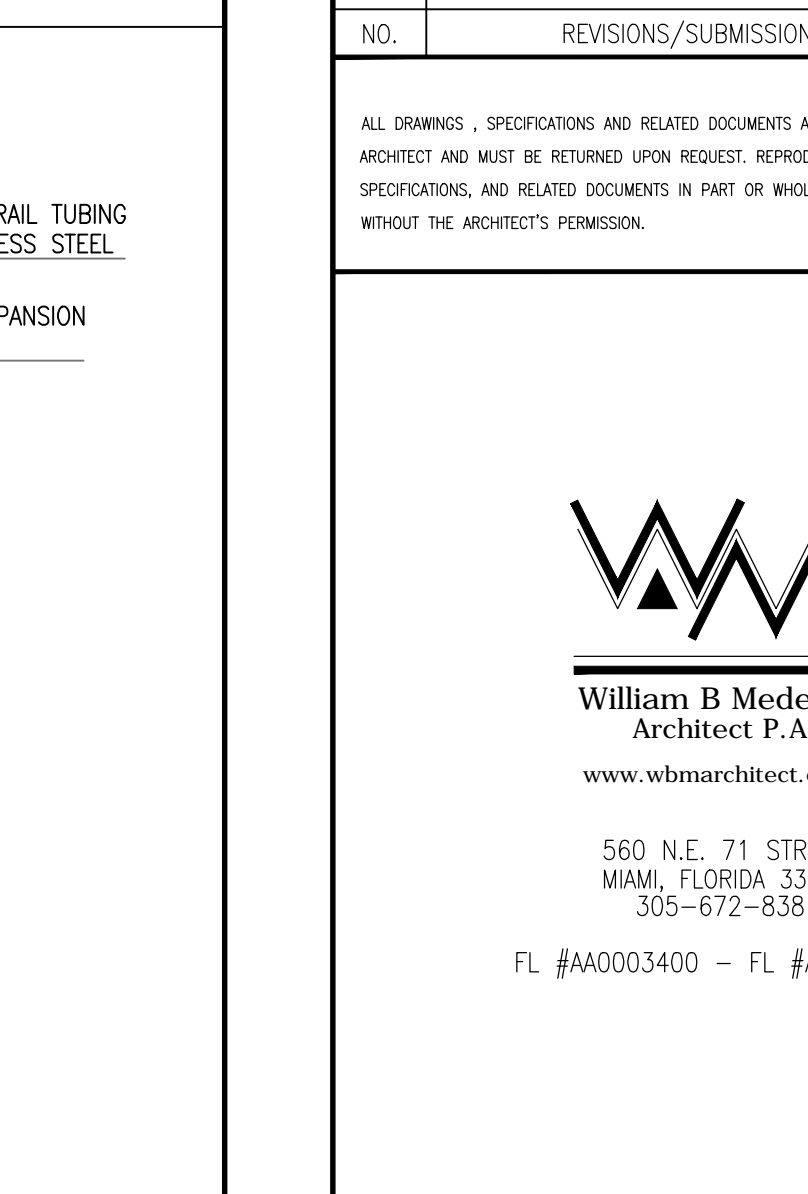 RAIL TUBING
ESS STEEL
PANSION
NO. REVISIONS/SUBMISSION
ALL DRAWINGS , SPECIFICATIONS AND RELATED DOCUMENTS A
ARCHITECT AND MUST BE RETURNED UPON REQUEST. REPROD
SPECIFICATIONS, AND RELATED DOCUMENTS IN PART OR WHOL
WITHOUT THE ARCHITECT'S PERMISSION.
William B Mede
Architect P.A
www.wbmarchitect.
560 N.E. 71 STR
MIAMI, FLORIDA 33
305-672-838
FL #AA0003400 - FL #A